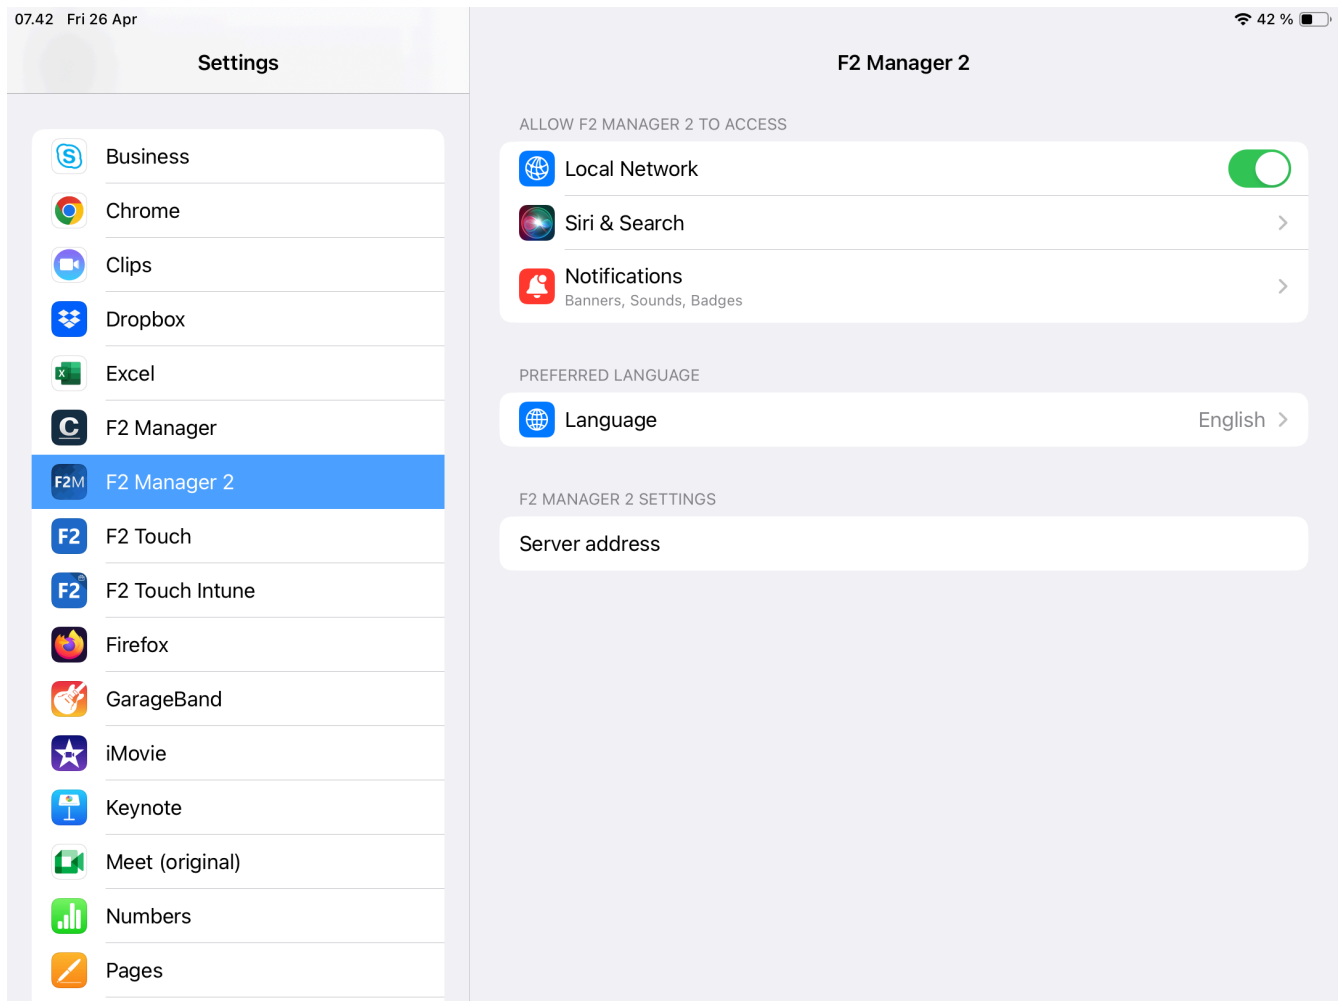 07.42 Fri 26 Apr
42 %
Settings
Business
Chrome
Clips
Dropbox
Excel
F2 Manager
F2M
F2 Manager 2
F2
F2 Touch
F2
F2 Touch Intune
Firefox
GarageBand
iMovie
Keynote
Meet (original)
Numbers
Pages
F2 Manager 2
ALLOW F2 MANAGER 2 TO ACCESS
Local Network
Siri & Search
Notifications
Banners, Sounds, Badges
PREFERRED LANGUAGE
Language English
F2 MANAGER 2 SETTINGS
Server address